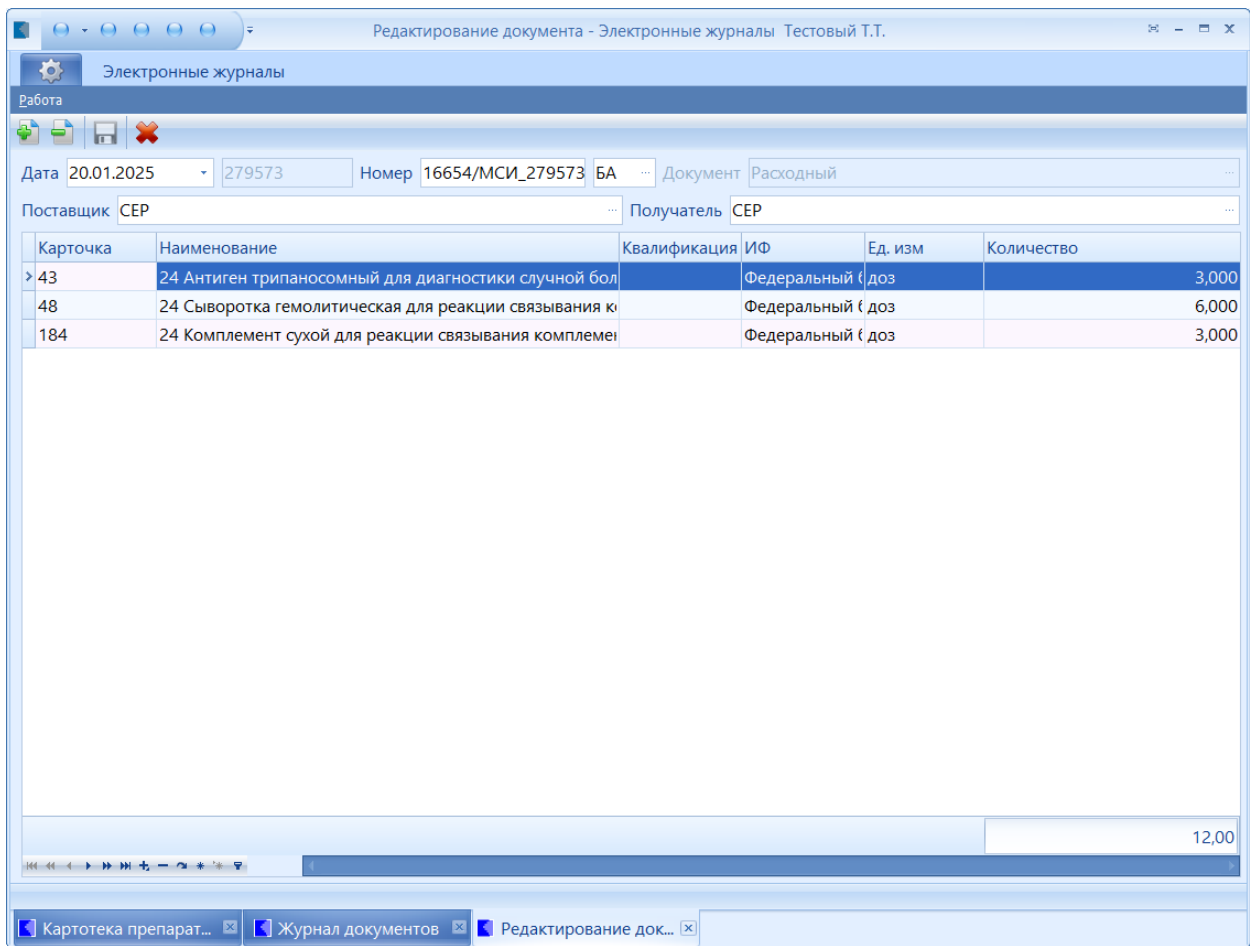 Редактирование документа - Электронные журналы Тестовый Т.Т.
Электронные журналы
Работа
Дата 20.01.2025 279573 Номер 16654/МСИ_279573 БА ... Документ Расходный ...
Поставщик СЕР ... Получатель СЕР ...
Карточка Наименование Квалификация ИФ Ед. изм Количество
43 24 Антиген трипаносомный для диагностики случной бол Федеральный б доз 3,000
48 24 Сыворотка гемолитическая для реакции связывания к Федеральный б доз 6,000
184 24 Комплемент сухой для реакции связывания комплеме Федеральный б доз 3,000
12,00
Картотека препарат... Журнал документов Редактирование док...